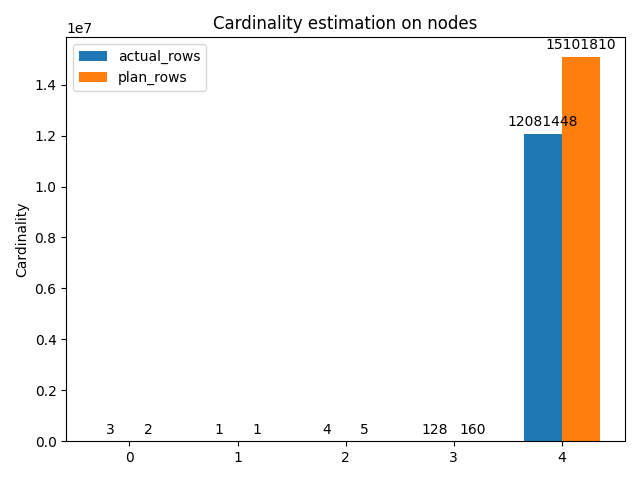 Cardinality estimation on nodes
1e7
actual_rows
plan_rows
15101810
12081448
1.4
1.2
1.0
0.8
0.6
0.4
0.2
0.0
Cardinality
3 2 1 1 4 5 128 160
0 1 2 3 4